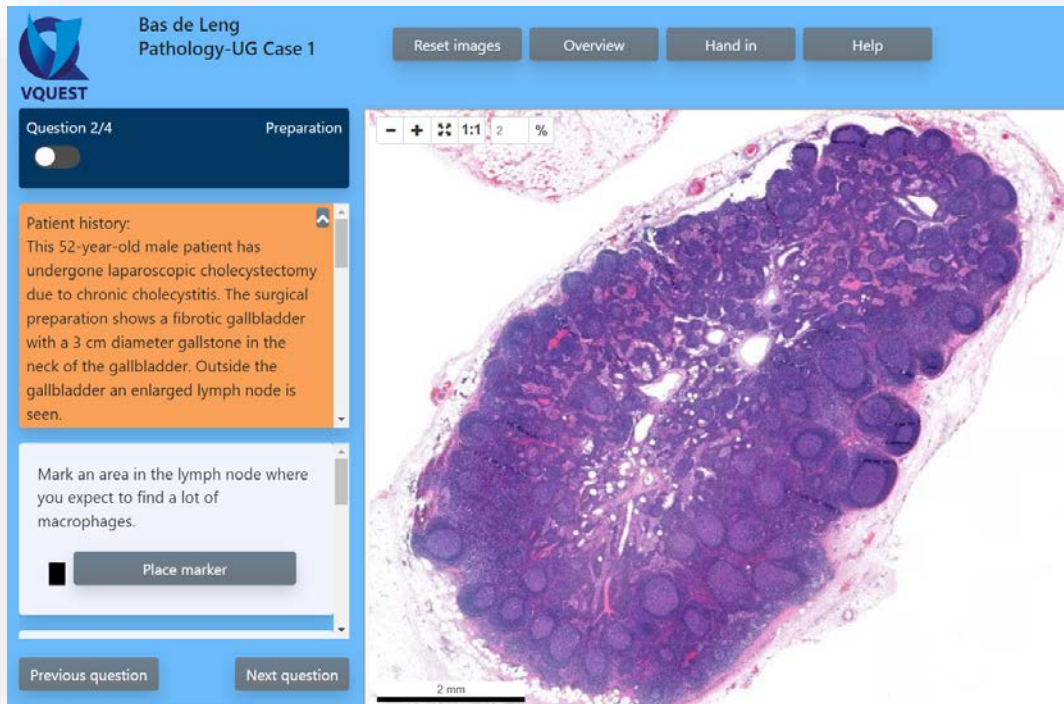 VQUEST
Bas de Leng
Pathology-UG Case 1
Reset images
Overview
Hand in
Help
Question 2/4
Preparation
Patient history:
This 52-year-old male patient has
undergone laparoscopic cholecystectomy
due to chronic cholecystitis. The surgical
preparation shows a fibrotic gallbladder
with a 3 cm diameter gallstone in the
neck of the gallbladder. Outside the
gallbladder an enlarged lymph node is
seen.
Mark an area in the lymph node where
you expect to find a lot of
macrophages.
Place marker
Previous question
Next question
- + 1:1 2 %
2 mm